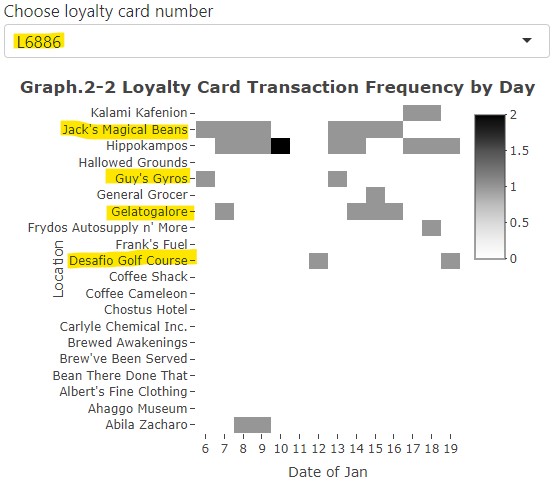 Choose loyalty card number
L6886
Graph.2-2 Loyalty Card Transaction Frequency by Day
Kalami Kafenion
Jack's Magical Beans
Hippokampos
Hallowed Grounds
Guy's Gyros
General Grocer
Gelatogalore
Frydos Autosupply n' More
Frank's Fuel
Desafio Golf Course
Coffee Shack
Coffee Cameleon
Chostus Hotel
Carlyle Chemical Inc.
Brewed Awakenings
Brew've Been Served
Bean There Done That
Albert's Fine Clothing
Ahaggo Museum
Abila Zacharo
Location
6 7 8 9 10 11 12 13 14 15 16 17 18 19
Date of Jan
2
1.5
1
0.5
0